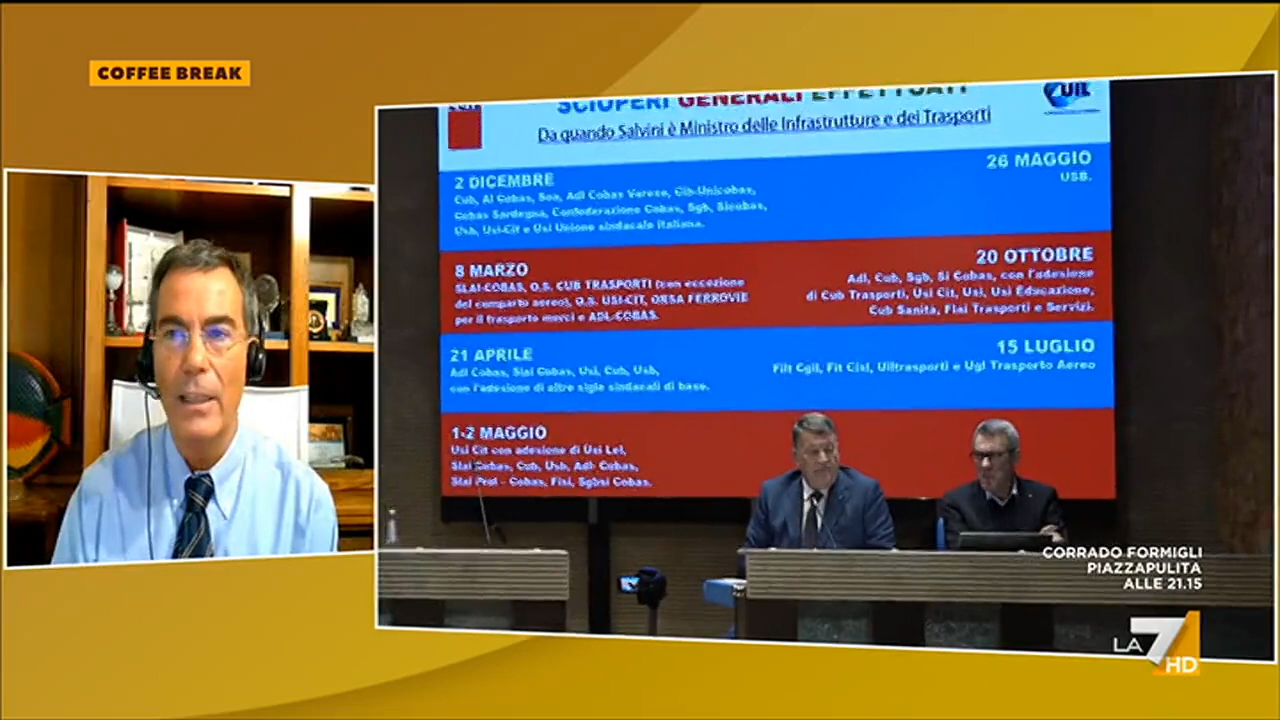 COFFEE BREAK
SCIOPERI GENERALI EFFETTUATI
UIL
Da quando Salvini è Ministro delle Infrastrutture e dei Trasporti
2 DICEMBRE
Cub, Al Cobas, Soa, Adl Cobas Varese, Cib-Unicobas,
Cobas Sardegna, Confederazione Cobas, Sgb, Sicobas,
Usb, Usi-Cit e Usi Unione sindacale italiana.
26 MAGGIO
USB.
8 MARZO
SLAI-COBAS, O.S. CUB TRASPORTI (con eccezione
del comparto aereo), O.S. USI-CIT, ORSA FERROVIE
per il trasporto merci e ADL-COBAS.
20 OTTOBRE
Adl, Cub, Sgb, Si Cobas, con l'adesione
di Cub Trasporti, Usi Cit, Usi, Usi Educazione,
Cub Sanità, Flai Trasporti e Servizi.
21 APRILE
Adl Cobas, Slai Cobas, Usi, Cub, Usb,
con l'adesione di altre sigle sindacali di base.
15 LUGLIO
Filt Cgil, Fit Cisl, Uiltrasporti e Ugl Trasporto Aereo
1-2 MAGGIO
Usi Cit con adesione di Usi Lel,
Slai Cobas, Cub, Usb, Adl Cobas,
Slai Prof - Cobas, Fisi, Sgbsi Cobas.
CORRADO FORMIGLI
PIAZZAPULITA
ALLE 21.15
LA 7
HD